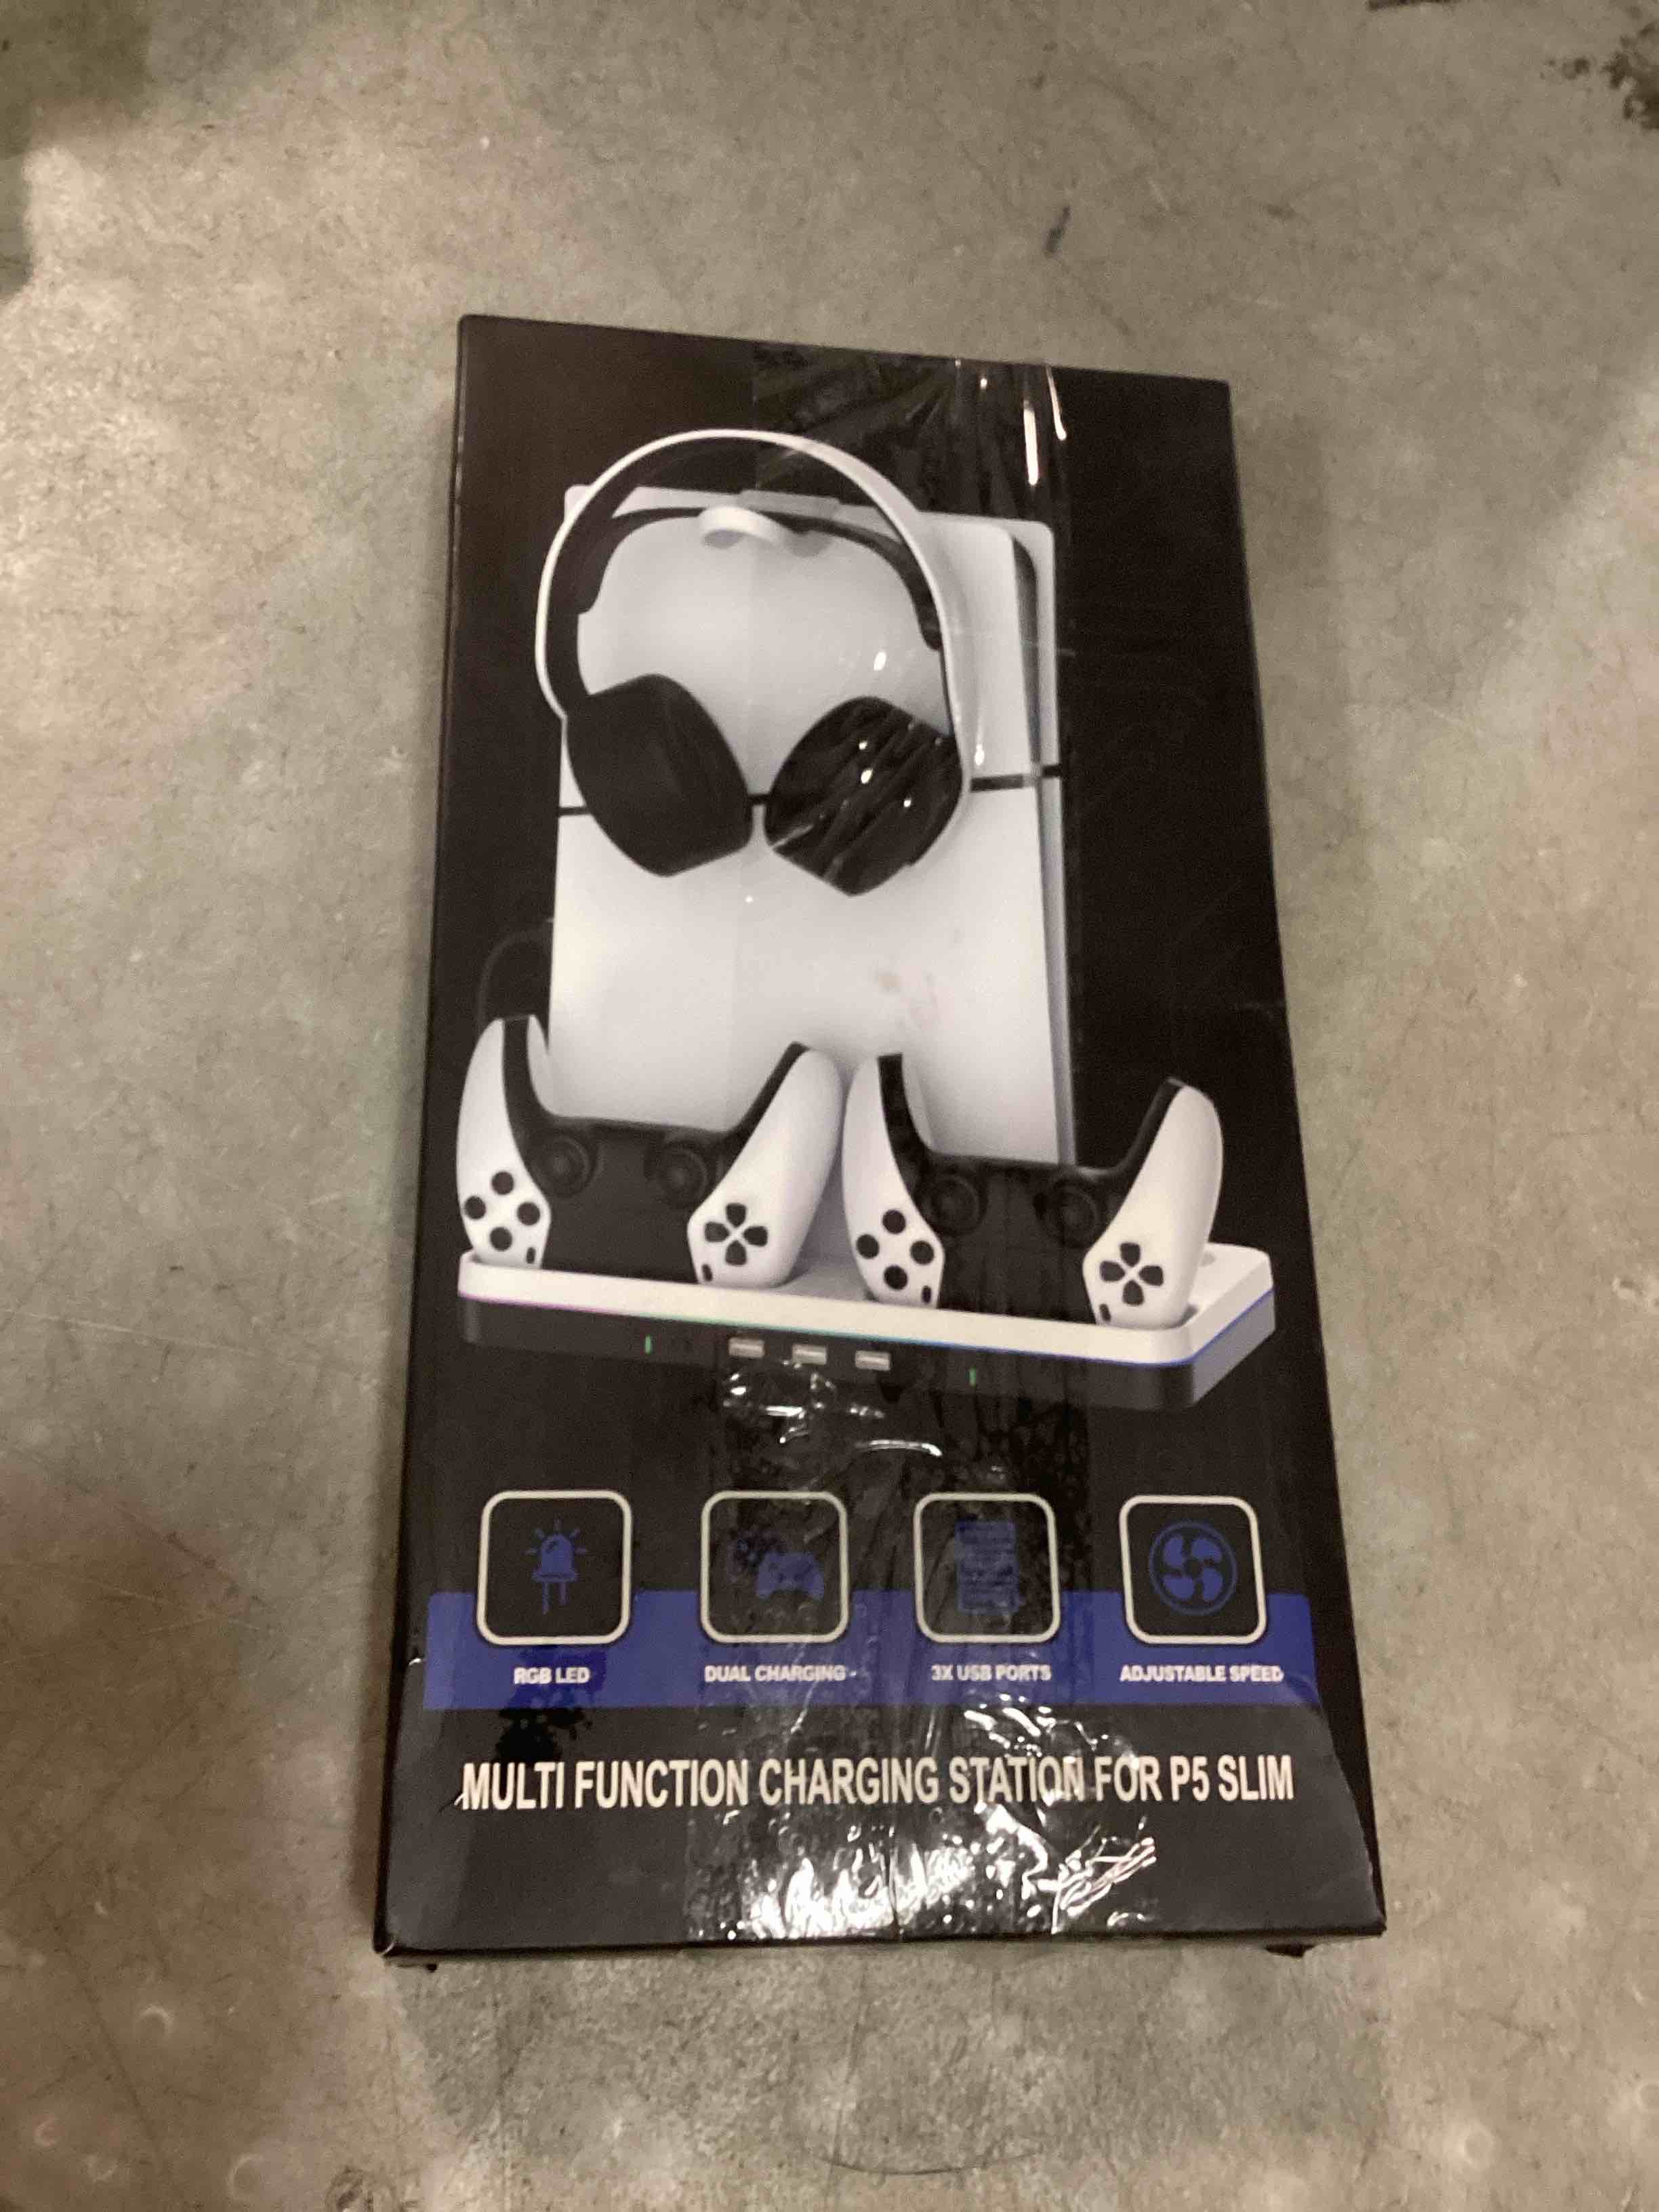 RGB LED
DUAL CHARGING
3X USB PORTS
ADJUSTABLE SPEED
MULTI FUNCTION CHARGING STATION FOR P5 SLIM